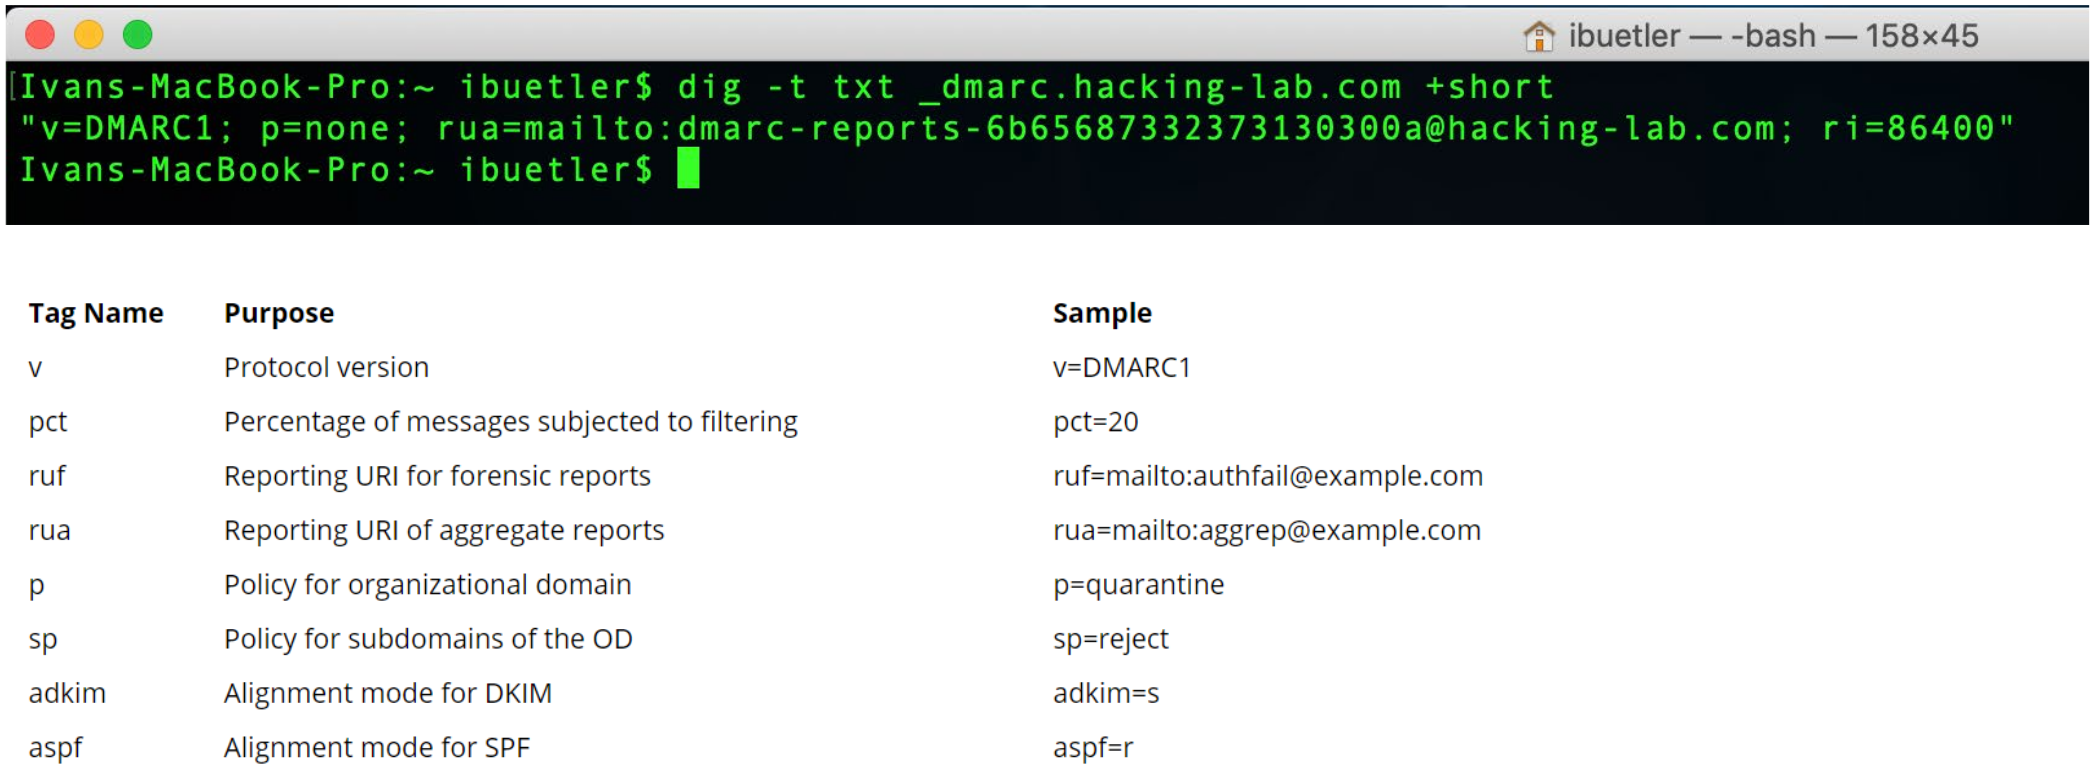 ibuetler — -bash — 158×45
[Ivans-MacBook-Pro:~ ibuetler$ dig -t txt _dmarc.hacking-lab.com +short
"v=DMARC1; p=none; rua=mailto:dmarc-reports-6b65687332373130300a@hacking-lab.com; ri=86400"
Ivans-MacBook-Pro:~ ibuetler$
Tag Name Purpose Sample
v Protocol version v=DMARC1
pct Percentage of messages subjected to filtering pct=20
ruf Reporting URI for forensic reports ruf=mailto:authfail@example.com
rua Reporting URI of aggregate reports rua=mailto:aggrep@example.com
p Policy for organizational domain p=quarantine
sp Policy for subdomains of the OD sp=reject
adkim Alignment mode for DKIM adkim=s
aspf Alignment mode for SPF aspf=r